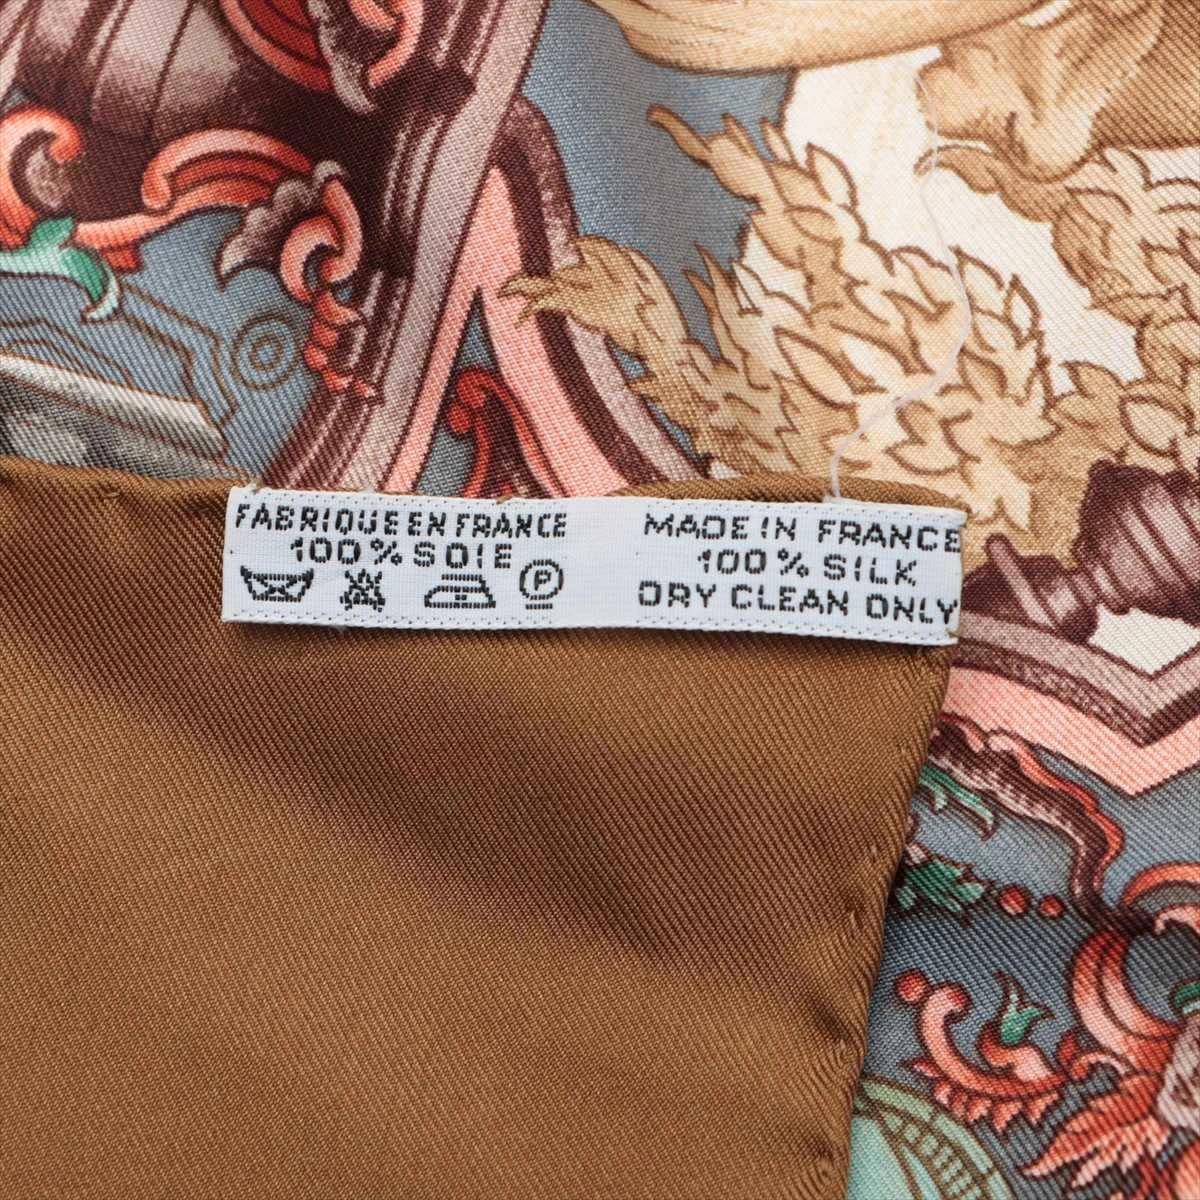 FABRIQUE EN FRANCE
100% SOIE
P
MADE IN FRANCE
100% SILK
DRY CLEAN ONLY